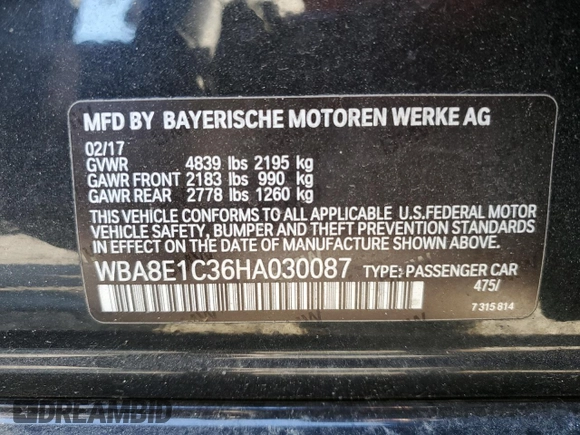 MFD BY BAYERISCHE MOTOREN WERKE AG
02/17
GVWR 4839 lbs 2195 kg
GAWR FRONT 2183 lbs 990 kg
GAWR REAR 2778 lbs 1260 kg
THIS VEHICLE CONFORMS TO ALL APPLICABLE U.S.FEDERAL MOTOR
VEHICLE SAFETY, BUMPER AND THEFT PREVENTION STANDARDS
IN EFFECT ON DATE OF MANUFACTURE SHOWN ABOVE.
WBA8E1C36HA030087 TYPE: PASSENGER CAR
475/
7 315 814
DREAMBID